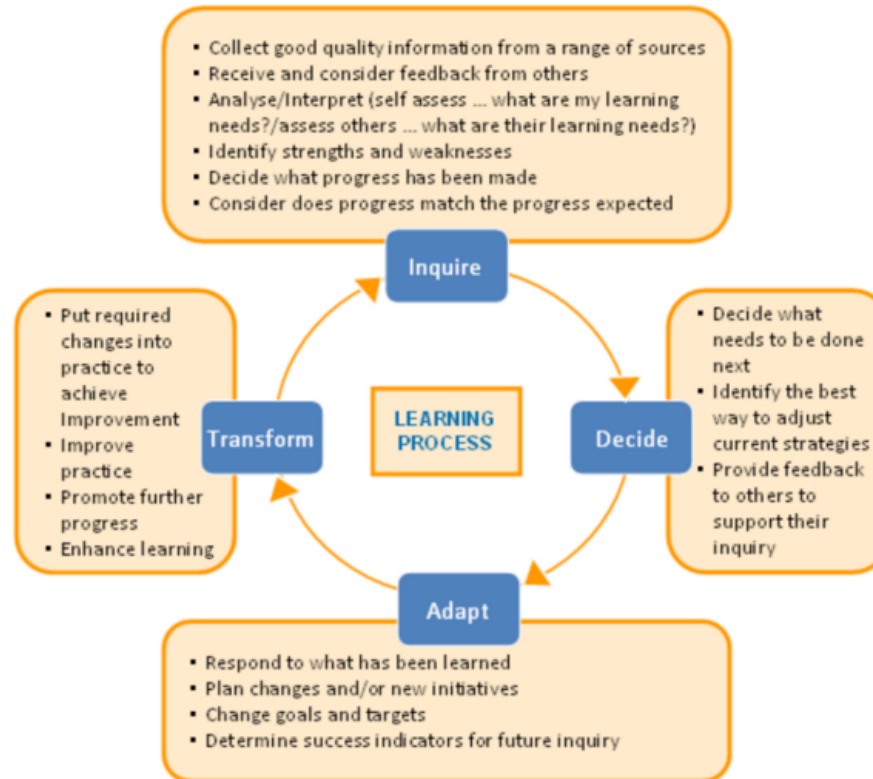 ▪ Collect good quality information from a range of sources
▪ Receive and consider feedback from others
▪ Analyse/Interpret (self assess ... what are my learning
needs?/assess others ... what are their learning needs?)
▪ Identify strengths and weaknesses
▪ Decide what progress has been made
▪ Consider does progress match the progress expected
Inquire
▪ Put required
changes into
practice to
achieve
Improvement
▪ Improve
practice
▪ Promote further
progress
▪ Enhance learning
Transform
LEARNING
PROCESS
Decide
▪ Decide what
needs to be done
next
▪ Identify the best
way to adjust
current strategies
▪ Provide feedback
to others to
support their
inquiry
Adapt
▪ Respond to what has been learned
▪ Plan changes and/or new initiatives
▪ Change goals and targets
▪ Determine success indicators for future inquiry